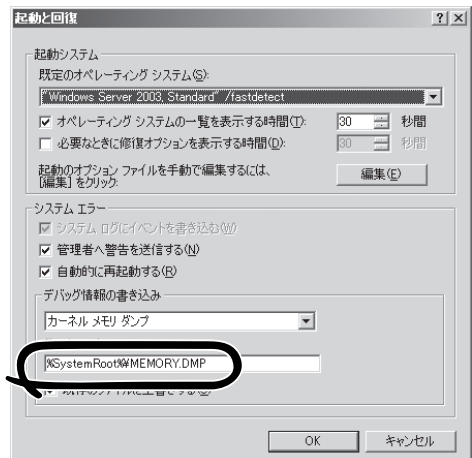 起動と回復
起動システム
既定のオペレーティング システム(S):
"Windows Server 2003, Standard" /fastdetect
オペレーティング システムの一覧を表示する時間(T): 30 秒間
必要なときに修復オプションを表示する時間(D): 30 秒間
起動のオプション ファイルを手動で編集するには、
[編集] をクリック:
編集(E)
システム エラー
システム ログにイベントを書き込む(W)
管理者へ警告を送信する(N)
自動的に再起動する(R)
デバッグ情報の書き込み
カーネル メモリ ダンプ
%SystemRoot%¥MEMORY.DMP
OK キャンセル